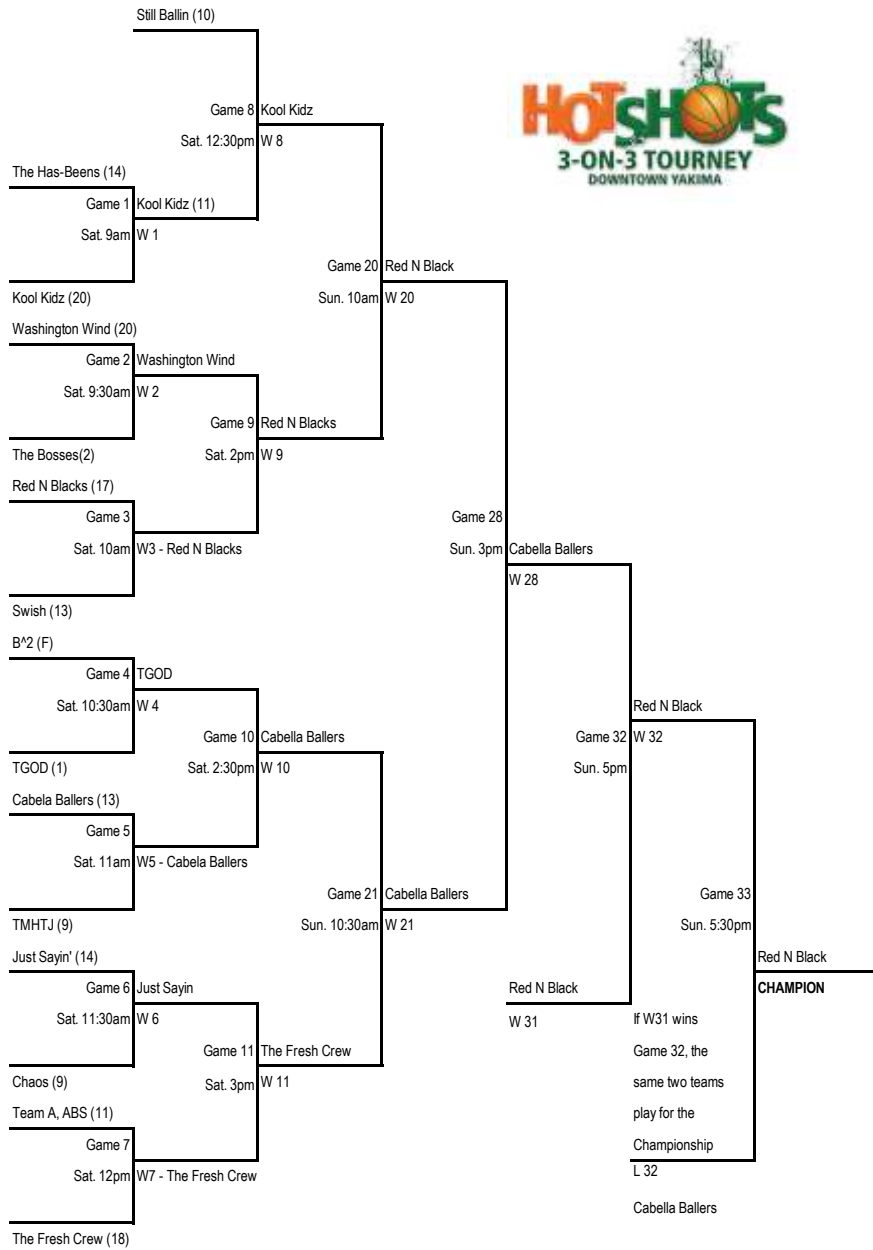 Still Ballin (10)
HOTSHOTS
3-ON-3 TOURNEY
DOWNTOWN YAKIMA
Game 8 Kool Kidz
Sat. 12:30pm W 8
The Has-Beens (14)
Game 1 Kool Kidz (11)
Sat. 9am W 1
Game 20 Red N Black
Kool Kidz (20)
Sun. 10am W 20
Washington Wind (20)
Game 2 Washington Wind
Sat. 9:30am W 2
Game 9 Red N Blacks
The Bosses(2)
Sat. 2pm W 9
Red N Blacks (17)
Game 3
Game 28
Sat. 10am W3 - Red N Blacks
Sun. 3pm Cabella Ballers
W 28
Swish (13)
B^2 (F)
Game 4 TGOD
Sat. 10:30am W 4
Red N Black
Game 10 Cabella Ballers
Game 32 W 32
TGOD (1)
Sat. 2:30pm W 10
Sun. 5pm
Cabela Ballers (13)
Game 5
Sat. 11am W5 - Cabela Ballers
Game 21 Cabella Ballers
Game 33
TMHTJ (9)
Sun. 10:30am W 21
Sun. 5:30pm
Just Sayin' (14)
Red N Black
Game 6 Just Sayin
Red N Black
CHAMPION
Sat. 11:30am W 6
W 31
If W31 wins
Game 11 The Fresh Crew
Game 32, the
Chaos (9)
Sat. 3pm W 11
same two teams
Team A, ABS (11)
play for the
Game 7
Championship
Sat. 12pm W7 - The Fresh Crew
L 32
Cabella Ballers
The Fresh Crew (18)